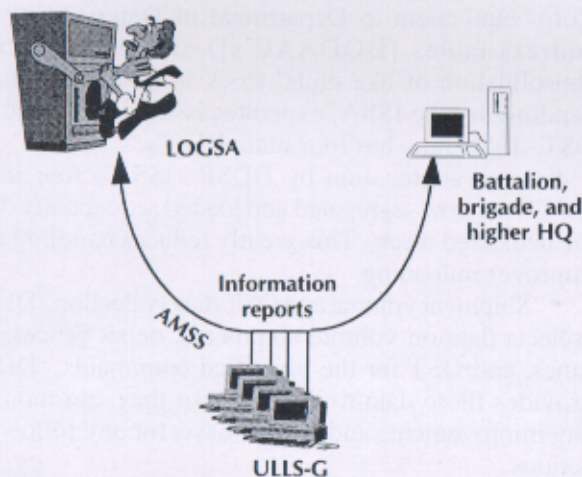 LOGSA
Battalion,
brigade, and
higher HQ
Information
reports
AMSS
ULLS-G